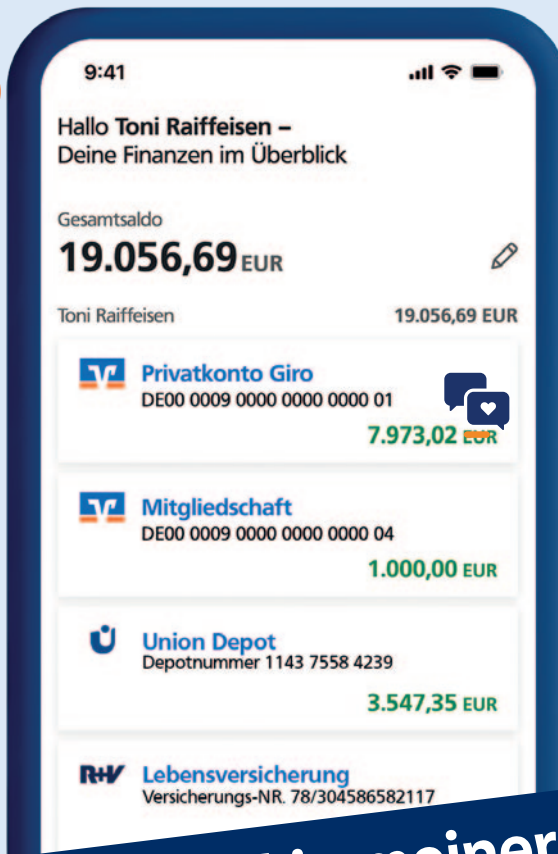 9:41
Hallo Toni Raiffeisen –
Deine Finanzen im Überblick
Gesamtsaldo
19.056,69 EUR
Toni Raiffeisen 19.056,69 EUR
Privatkonto Giro
DE00 0009 0000 0000 0000 01
7.973,02 EUR
Mitgliedschaft
DE00 0009 0000 0000 0000 04
1.000,00 EUR
Union Depot
Depotnummer 1143 7558 4239
3.547,35 EUR
R+V Lebensversicherung
Versicherungs-NR. 78/304586582117
meiner